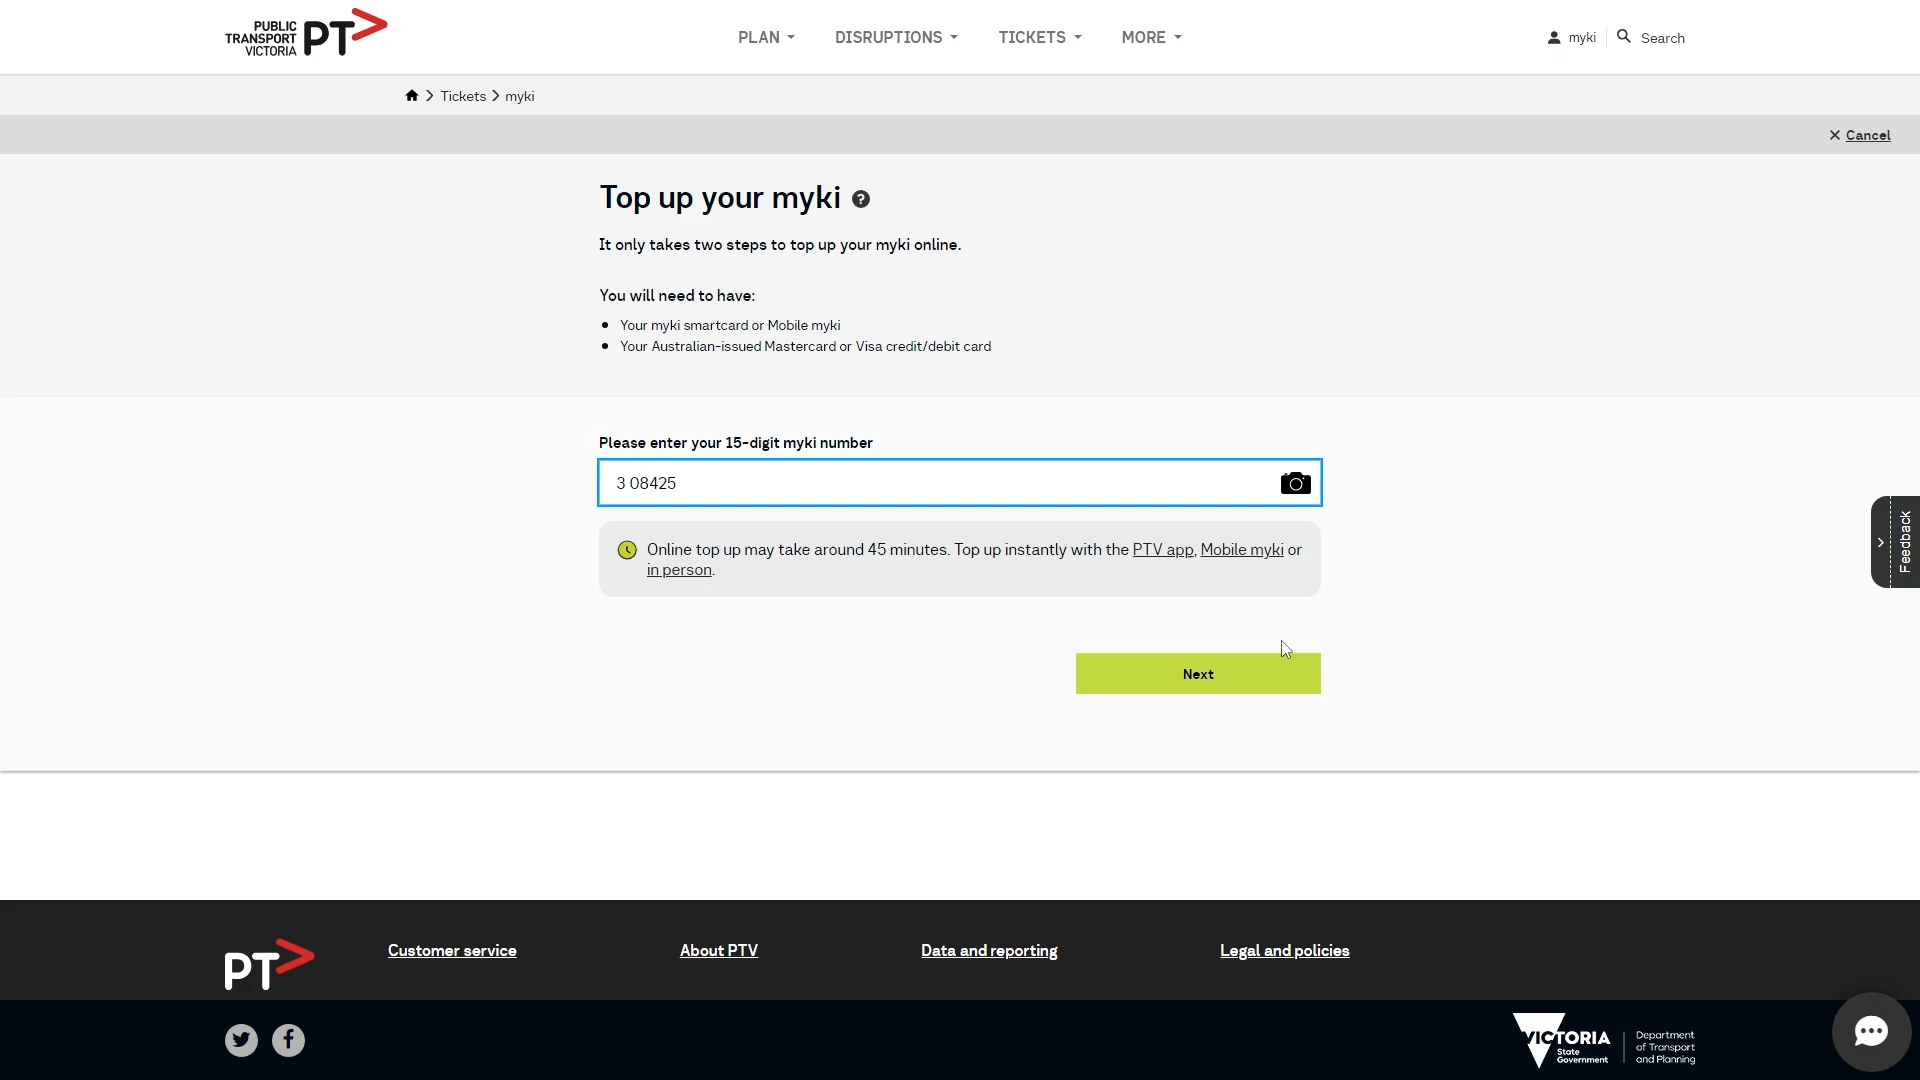 PUBLIC
TRANSPORT
VICTORIA
PT
PLAN
DISRUPTIONS
TICKETS
MORE
myki
Search
Tickets
myki
Cancel
Top up your myki
It only takes two steps to top up your myki online.
You will need to have:
Your myki smartcard or Mobile myki
Your Australian-issued Mastercard or Visa credit/debit card
Please enter your 15-digit myki number
3 08425
Online top up may take around 45 minutes. Top up instantly with the PTV app, Mobile myki or
in person.
Feedback
Next
PT
Customer service
About PTV
Data and reporting
Legal and policies
VICTORIA
State
Government
Department
of Transport
and Planning